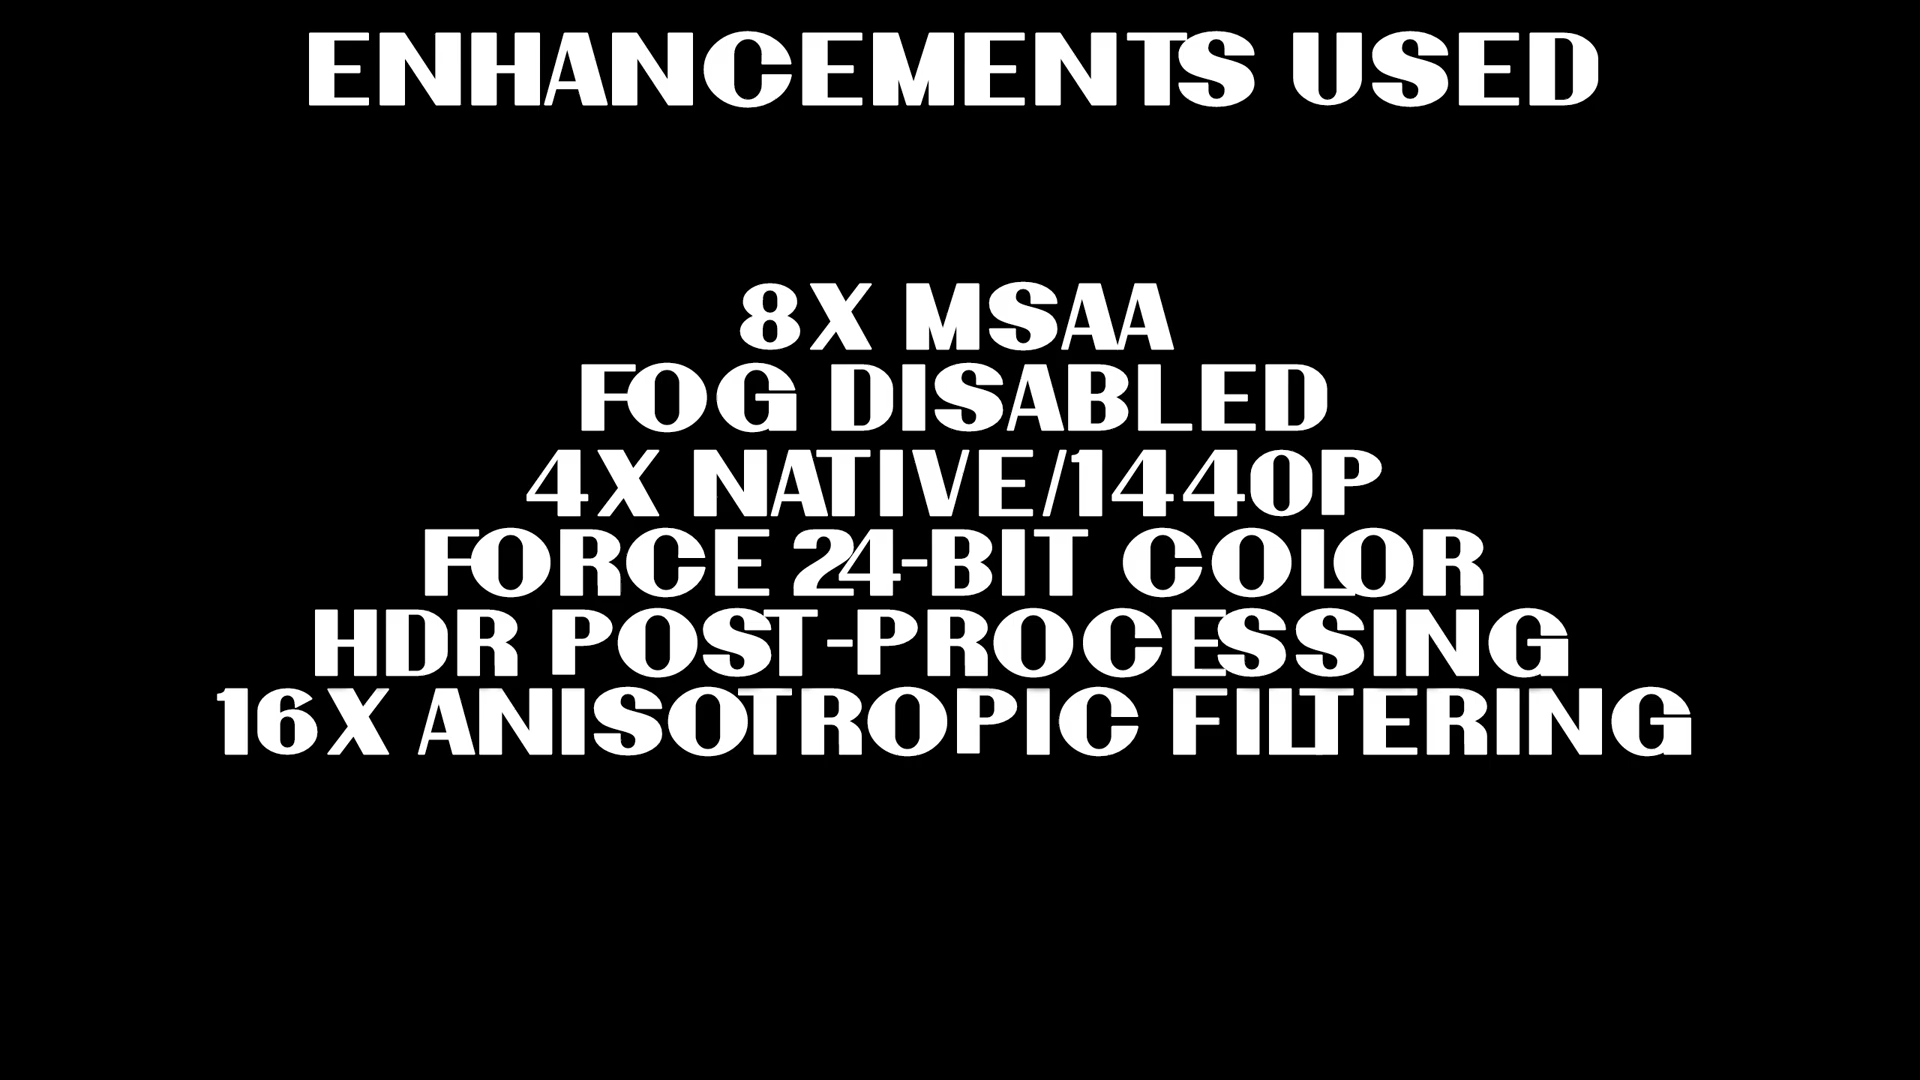 ENHANCEMENTS USED
8X MSAA
FOG DISABLED
4X NATIVE/1440P
FORCE 24-BIT COLOR
HDR POST-PROCESSING
16X ANISOTROPIC FILTERING